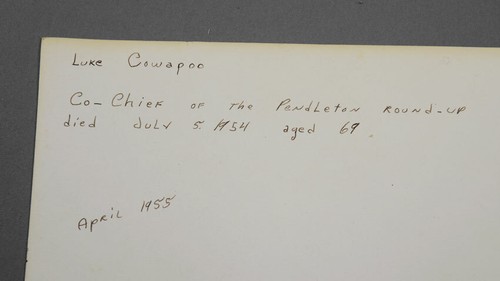 Luke Cowapoo
Co-Chief of the Pendleton Round-Up
died July 5 1954 aged 69.
April 1955